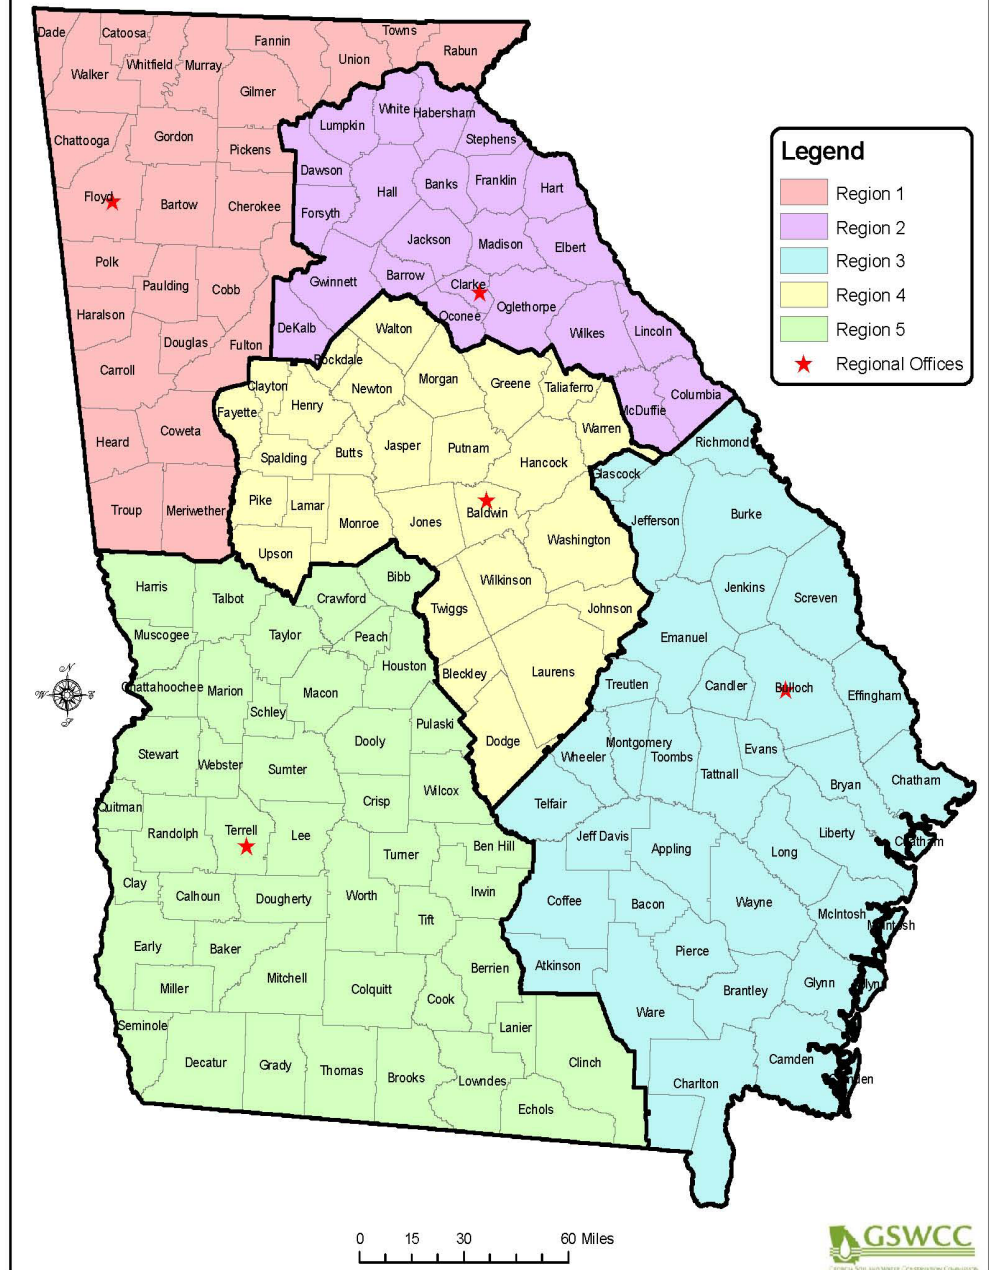 Dade
Catoosa
Towns
Fannin
Rabun
Union
Whitfield
Murray
Walker
Gilmer
White
Habersham
Lumpkin
Chattooga
Gordon
Stephens
Pickens
Dawson
Banks
Franklin
Hart
Hall
Floyd
Bartow
Cherokee
Forsyth
Jackson
Madison
Elbert
Polk
Barrow
Gwinnett
Clarke
Paulding
Cobb
Oglethorpe
Haralson
Oconee
DeKalb
Walton
Wilkes
Lincoln
Douglas
Fulton
Rockdale
Carroll
Clayton
Newton
Morgan
Greene
Taliaferro
Columbia
Henry
Fayette
McDuffie
Warren
Coweta
Heard
Jasper
Putnam
Richmond
Butts
Spalding
Hancock
Glascock
Pike
Lamar
Troup
Meriwether
Baldwin
Jefferson
Burke
Monroe
Jones
Washington
Upson
Wilkinson
Bibb
Harris
Talbot
Crawford
Jenkins
Screven
Twiggs
Johnson
Muscogee
Taylor
Peach
Emanuel
Houston
Bleckley
Laurens
Chattahoochee
Marion
Macon
Treutlen
Candler
Bulloch
Effingham
Schley
Pulaski
Dooly
Dodge
Montgomery
Stewart
Webster
Sumter
Wheeler
Toombs
Evans
Tattnall
Bryan
Chatham
Wilcox
Crisp
Quitman
Telfair
Randolph
Terrell
Lee
Jeff Davis
Liberty
Chatham
Ben Hill
Turner
Appling
Long
Clay
Calhoun
Dougherty
Worth
Irwin
Coffee
Bacon
Wayne
McIntosh
McIntosh
Tift
Early
Baker
Pierce
Mitchell
Berrien
Atkinson
Miller
Colquitt
Cook
Brantley
Glynn
Ware
Seminole
Lanier
Decatur
Grady
Thomas
Brooks
Lowndes
Clinch
Camden
Charlton
Echols
Legend
Region 1
Region 2
Region 3
Region 4
Region 5
Regional Offices
N
W
E
S
0 15 30 60 Miles
GSWCC